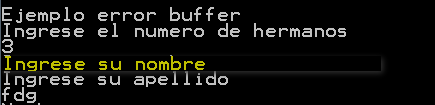 Ejemplo error buffer
Ingrese el numero de hermanos
3
Ingrese su nombre
Ingrese su apellido
fdg